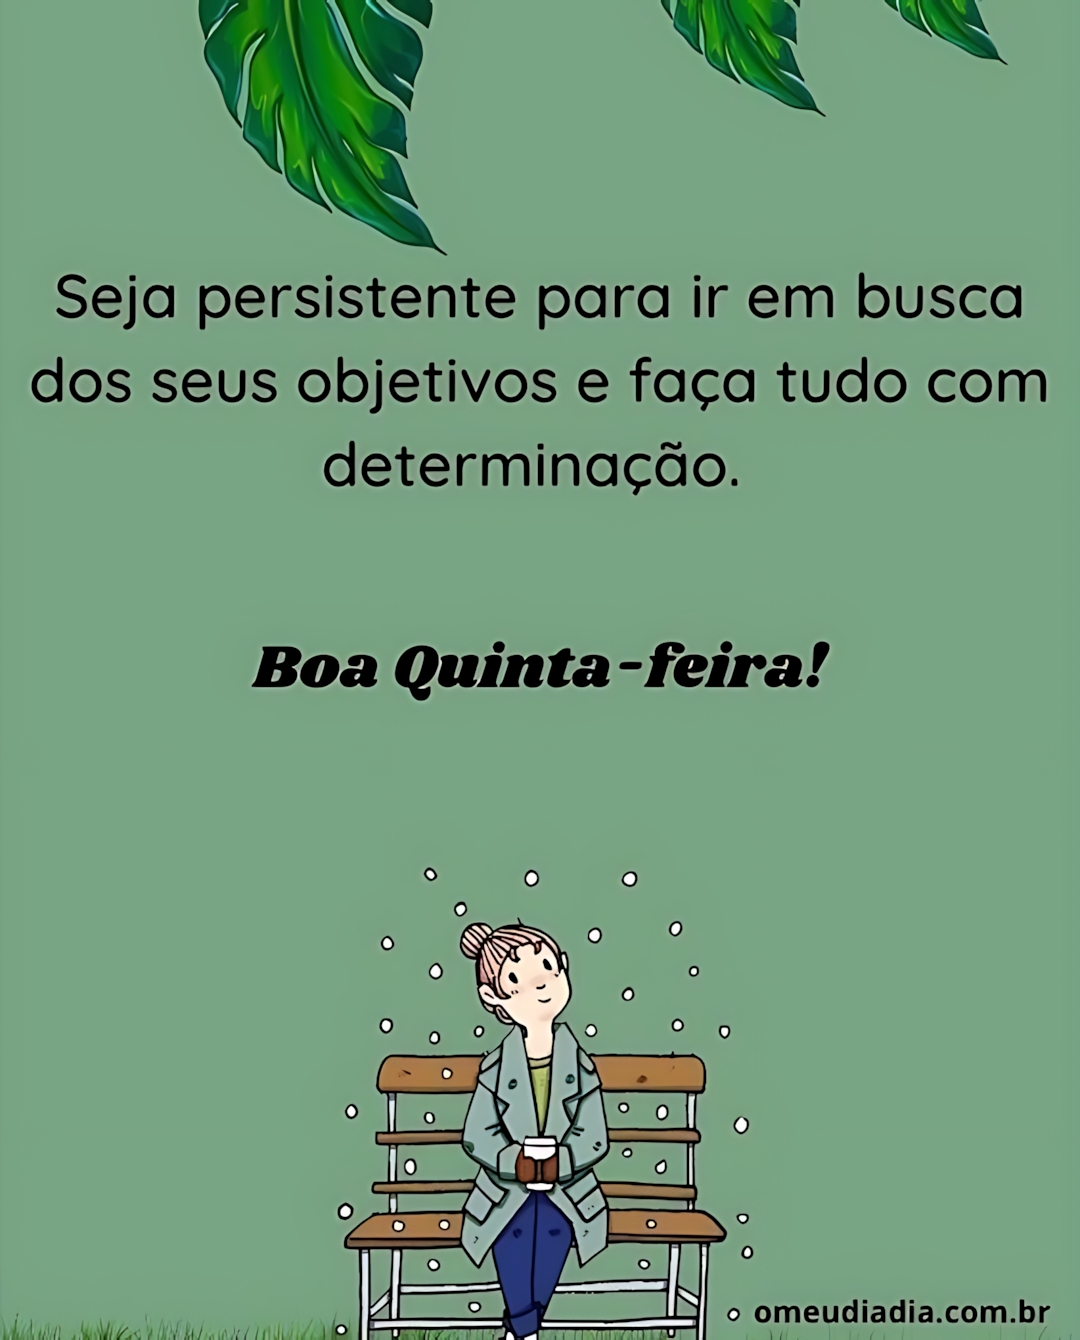 Seja persistente para ir em busca
dos seus objetivos e faça tudo com
determinação.
Boa Quinta-feira!
omeudiadia.com.br